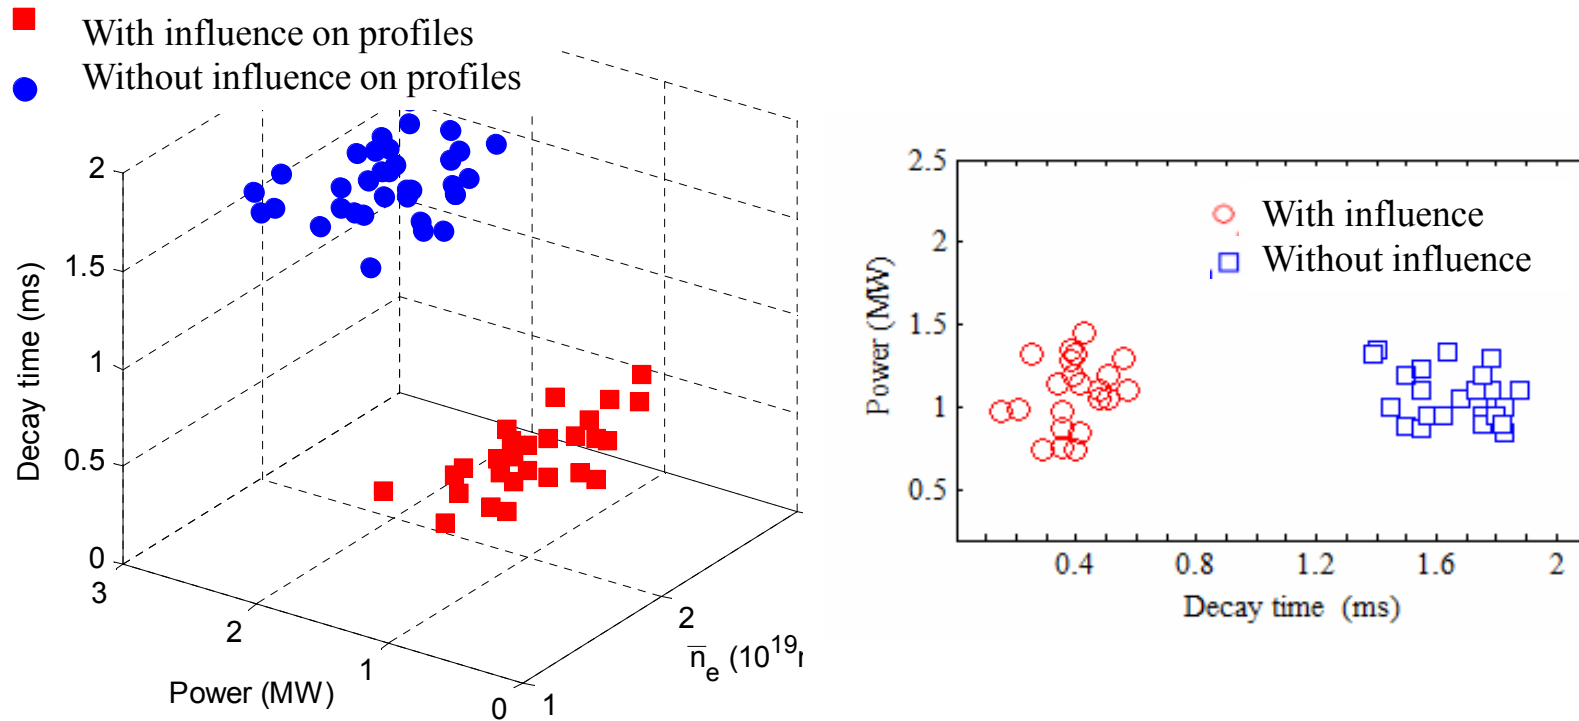 With influence on profiles
Without influence on profiles
2
1.5
1
0.5
0
Decay time (ms)
3
2
1
0
Power (MW)
1
2
n̅e (10^19
2.5
2
1.5
1
0.5
Power (MW)
With influence
Without influence
0.4 0.8 1.2 1.6 2
Decay time (ms)